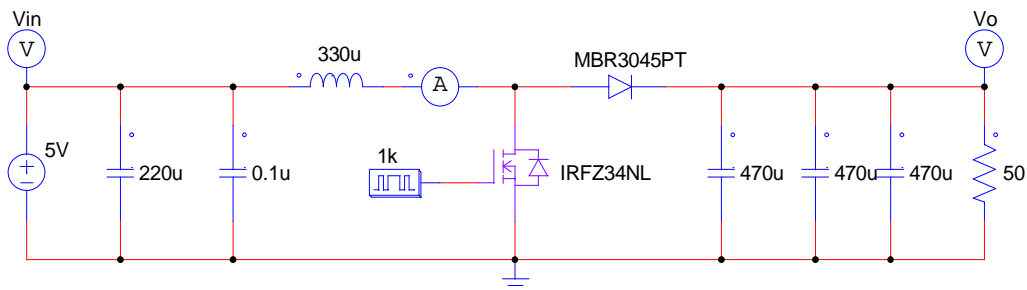 Vin
Vo
V
V
330u
MBR3045PT
A
5V
220u
0.1u
1k
IRFZ34NL
470u
470u
470u
50